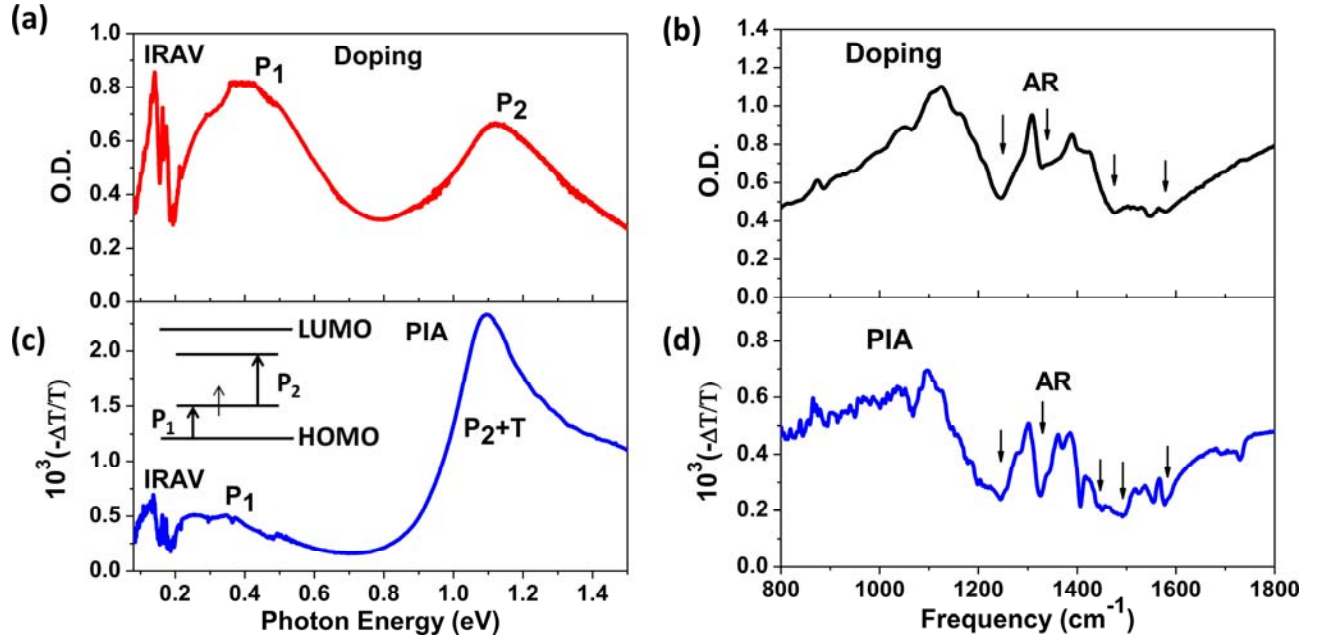 (a)
1.0
0.8
0.6
0.4
0.2
0.0
O.D.
IRAV
P1
Doping
P2
(b)
1.4
1.2
1.0
0.8
0.6
0.4
0.2
0.0
O.D.
Doping
AR
(c)
2.0
1.5
1.0
0.5
0.0
10³(-ΔT/T)
LUMO
P2
P1
HOMO
PIA
P2+T
IRAV
P1
0.2 0.4 0.6 0.8 1.0 1.2 1.4
Photon Energy (eV)
(d)
0.8
0.6
0.4
0.2
0.0
10³(-ΔT/T)
PIA
AR
800 1000 1200 1400 1600 1800
Frequency (cm⁻¹)